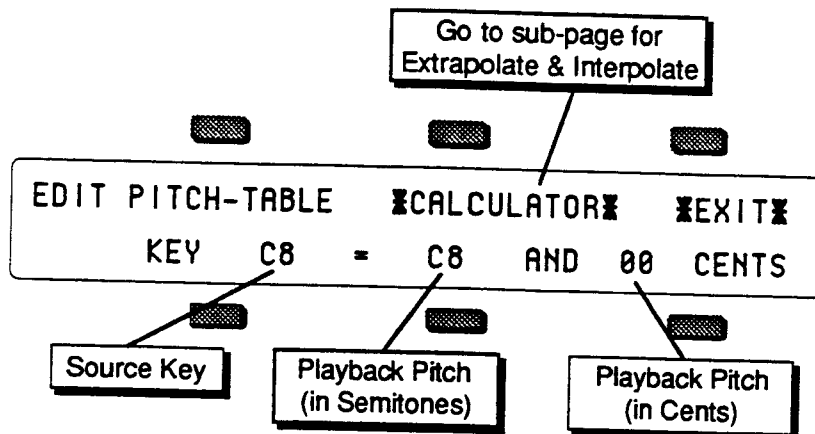 Go to sub-page for
Extrapolate & Interpolate
EDIT PITCH-TABLE *CALCULATOR* *EXIT*
KEY C8 = C8 AND 00 CENTS
Source Key
Playback Pitch
(in Semitones)
Playback Pitch
(in Cents)